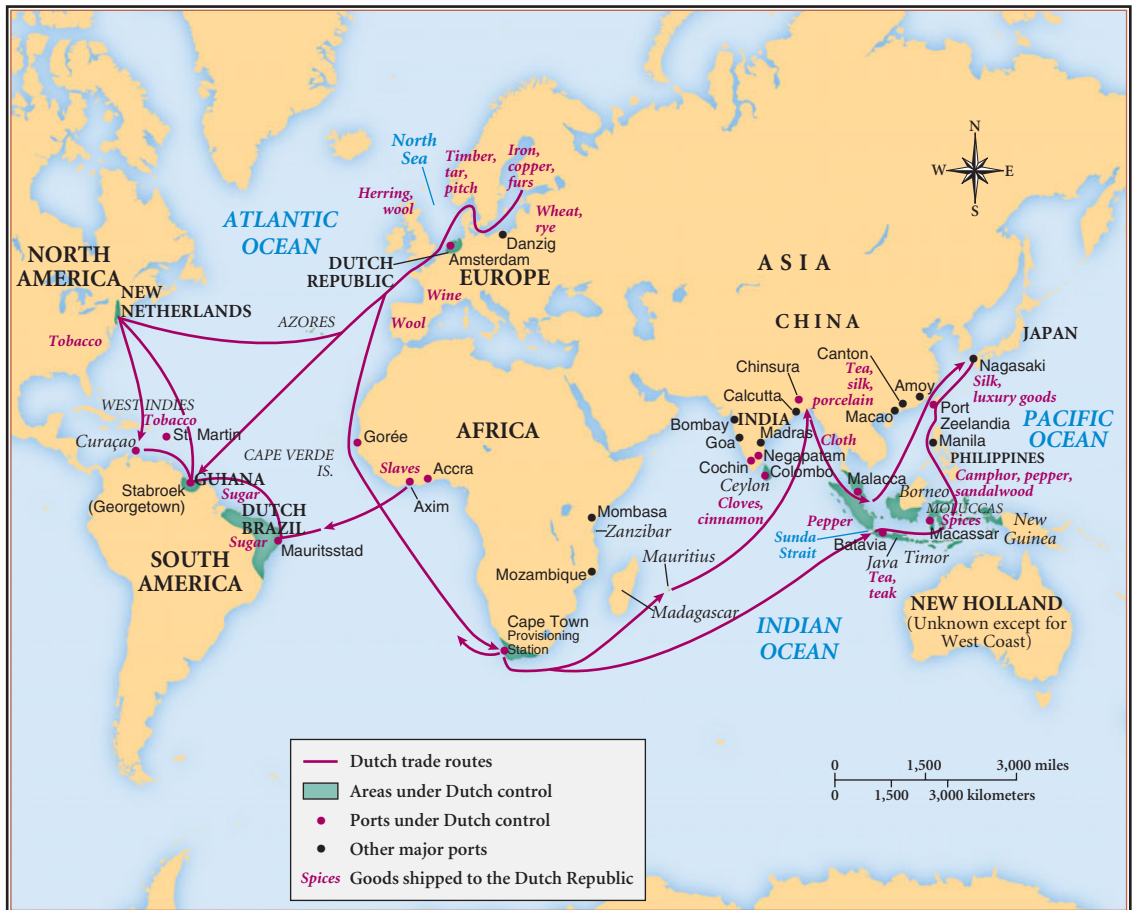 North
Sea
Timber,
tar,
pitch
Iron,
copper,
furs
Herring,
wool
Wheat,
rye
ATLANTIC
OCEAN
Danzig
Amsterdam
DUTCH
REPUBLIC
EUROPE
NORTH
AMERICA
NEW
NETHERLANDS
Wine
Wool
AZORES
Tobacco
N
W
E
S
ASIA
CHINA
JAPAN
Nagasaki
Silk,
luxury goods
Canton
Tea,
silk,
porcelain
Amoy
Macao
Chinsura
Calcutta
INDIA
Bombay
Goa
Madras
Negapatam
Cochin
Colombo
Ceylon
Cloves,
cinnamon
Cloth
Port
Zeelandia
Manila
PHILIPPINES
PACIFIC
OCEAN
Camphor, pepper,
sandalwood
WEST INDIES
Tobacco
St. Martin
Curaçao
CAPE VERDE
IS.
Gorée
AFRICA
Slaves
Accra
Axim
Stabroek
(Georgetown)
GUIANA
Sugar
DUTCH
BRAZIL
Sugar
Mauritsstad
SOUTH
AMERICA
Malacca
Borneo
MOLUCCAS
Spices
Macassar
New
Guinea
Pepper
Sunda
Strait
Batavia
Java
Timor
Tea,
teak
Mombasa
Zanzibar
Mauritius
Mozambique
Madagascar
Cape Town
Provisioning
Station
INDIAN
OCEAN
NEW HOLLAND
(Unknown except for
West Coast)
Dutch trade routes
Areas under Dutch control
Ports under Dutch control
Other major ports
Spices Goods shipped to the Dutch Republic
0 1,500 3,000 miles
0 1,500 3,000 kilometers